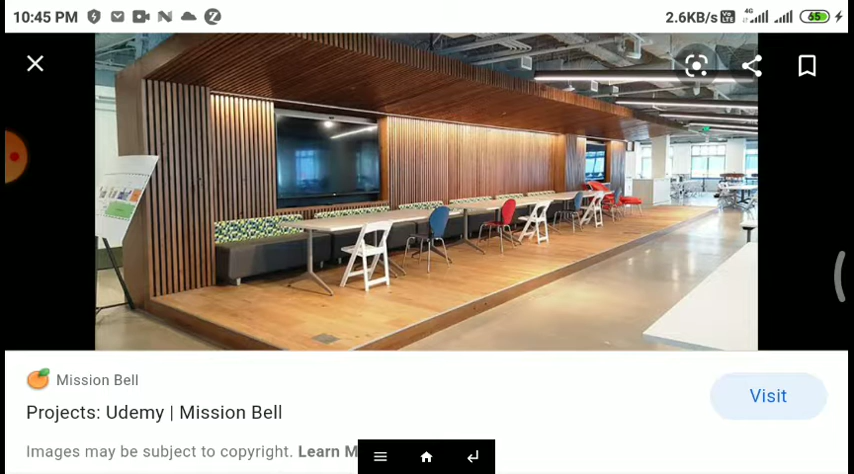 10:45 PM
2.6KB/s
4G
65
Mission Bell
Projects: Udemy | Mission Bell
Visit
Images may be subject to copyright. Learn M